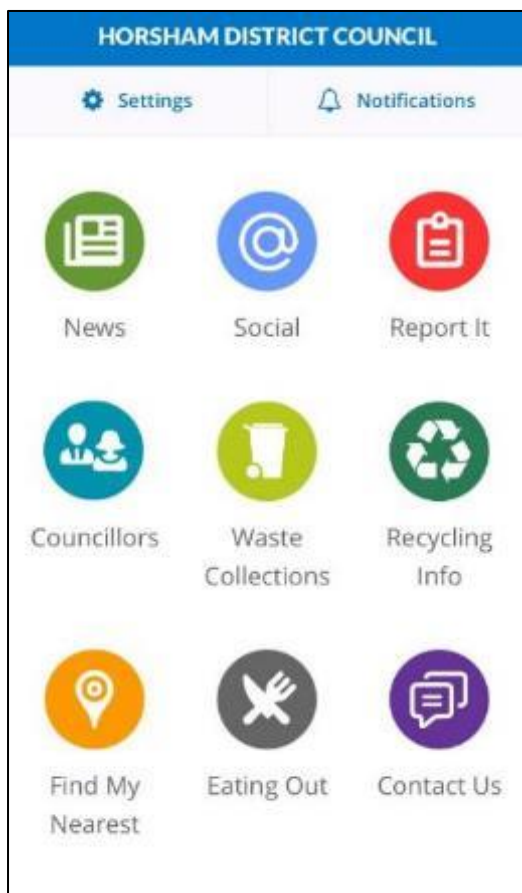 HORSHAM DISTRICT COUNCIL
Settings
Notifications
News
Social
Report It
Councillors
Waste
Collections
Recycling
Info
Find My
Nearest
Eating Out
Contact Us